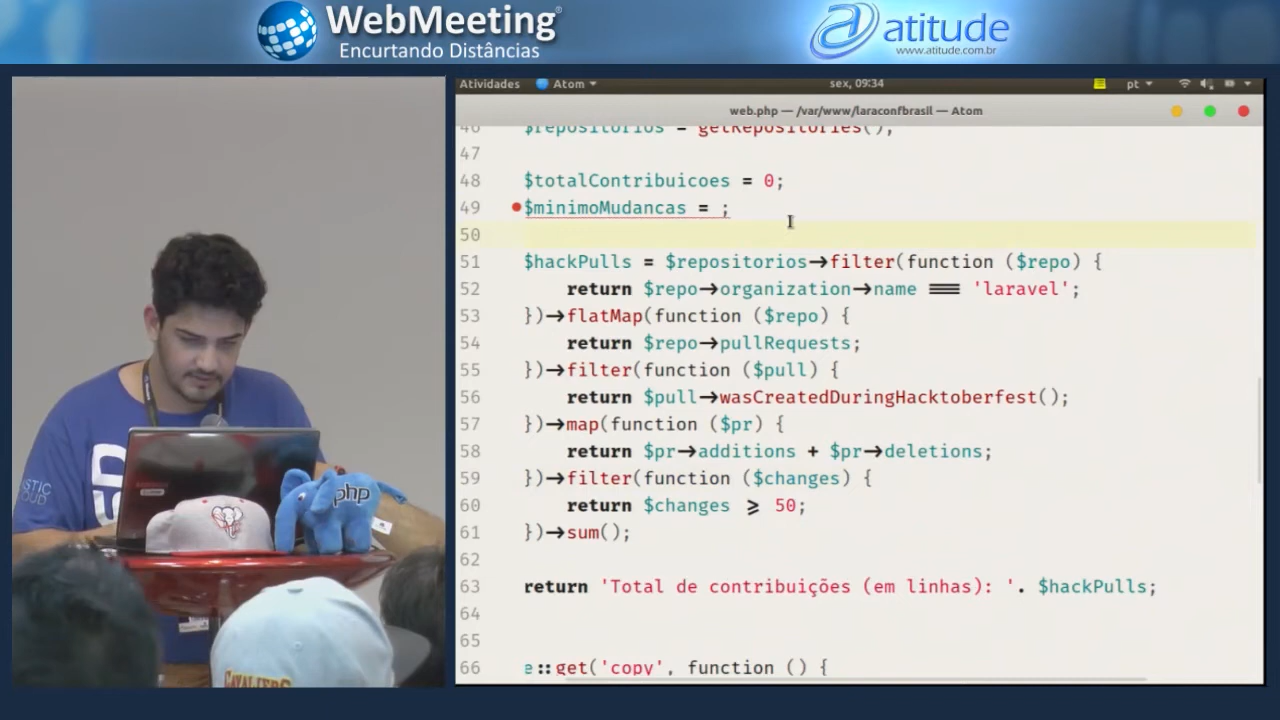 WebMeeting®
Encurtando Distâncias
atitude
www.atitude.com.br
Atividades Atom sex, 09:34 pt
web.php — /var/www/laraconfbrasil — Atom
46 $repositorios = getRepositories();
47
48 $totalContribuicoes = 0;
49 $minimoMudancas = ;
50
51 $hackPulls = $repositorios->filter(function ($repo) {
52 return $repo->organization->name === 'laravel';
53 })->flatMap(function ($repo) {
54 return $repo->pullRequests;
55 })->filter(function ($pull) {
56 return $pull->wasCreatedDuringHacktoberfest();
57 })->map(function ($pr) {
58 return $pr->additions + $pr->deletions;
59 })->filter(function ($changes) {
60 return $changes >= 50;
61 })->sum();
62
63 return 'Total de contribuições (em linhas): '. $hackPulls;
64
65
66 e::get('copy', function () {
php
CAVALIERS